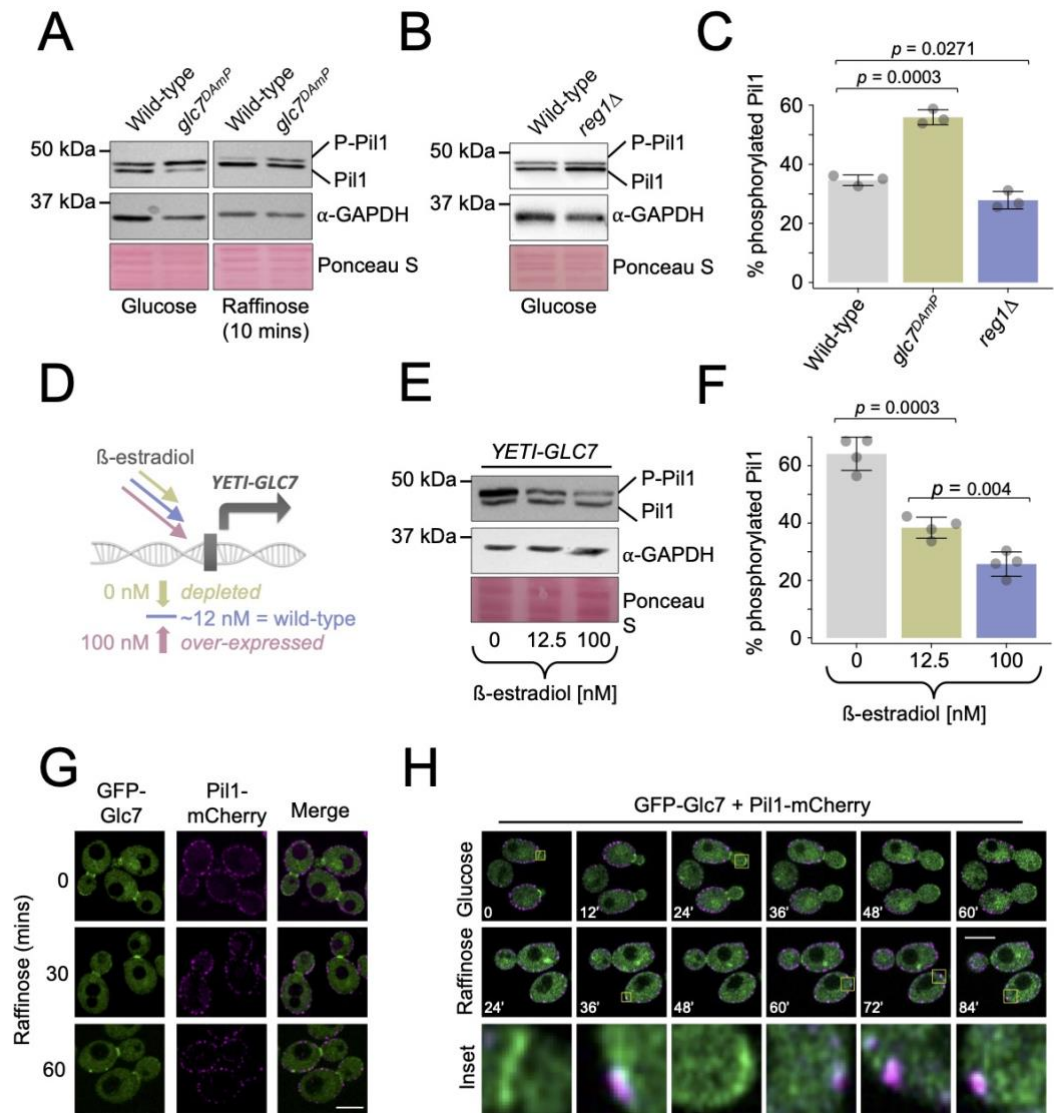 A
Wild-type
glc7DAmP
Wild-type
glc7DAmP
50 kDa
P-Pil1
Pil1
37 kDa
α-GAPDH
Ponceau S
Glucose
Raffinose
(10 mins)
B
Wild-type
reg1Δ
50 kDa
P-Pil1
Pil1
37 kDa
α-GAPDH
Ponceau S
Glucose
C
p = 0.0271
p = 0.0003
% phosphorylated Pil1
60
40
20
0
Wild-type
glc7DAmP
reg1Δ
D
ß-estradiol
YETI-GLC7
0 nM depleted
~12 nM = wild-type
100 nM over-expressed
E
YETI-GLC7
50 kDa
P-Pil1
Pil1
37 kDa
α-GAPDH
Ponceau
S
0 12.5 100
ß-estradiol [nM]
F
p = 0.0003
p = 0.004
% phosphorylated Pil1
60
40
20
0
0 12.5 100
ß-estradiol [nM]
G
GFP-
Glc7
Pil1-
mCherry
Merge
Raffinose (mins)
0
30
60
H
GFP-Glc7 + Pil1-mCherry
Glucose
0 12' 24' 36' 48' 60'
Raffinose
24' 36' 48' 60' 72' 84'
Inset